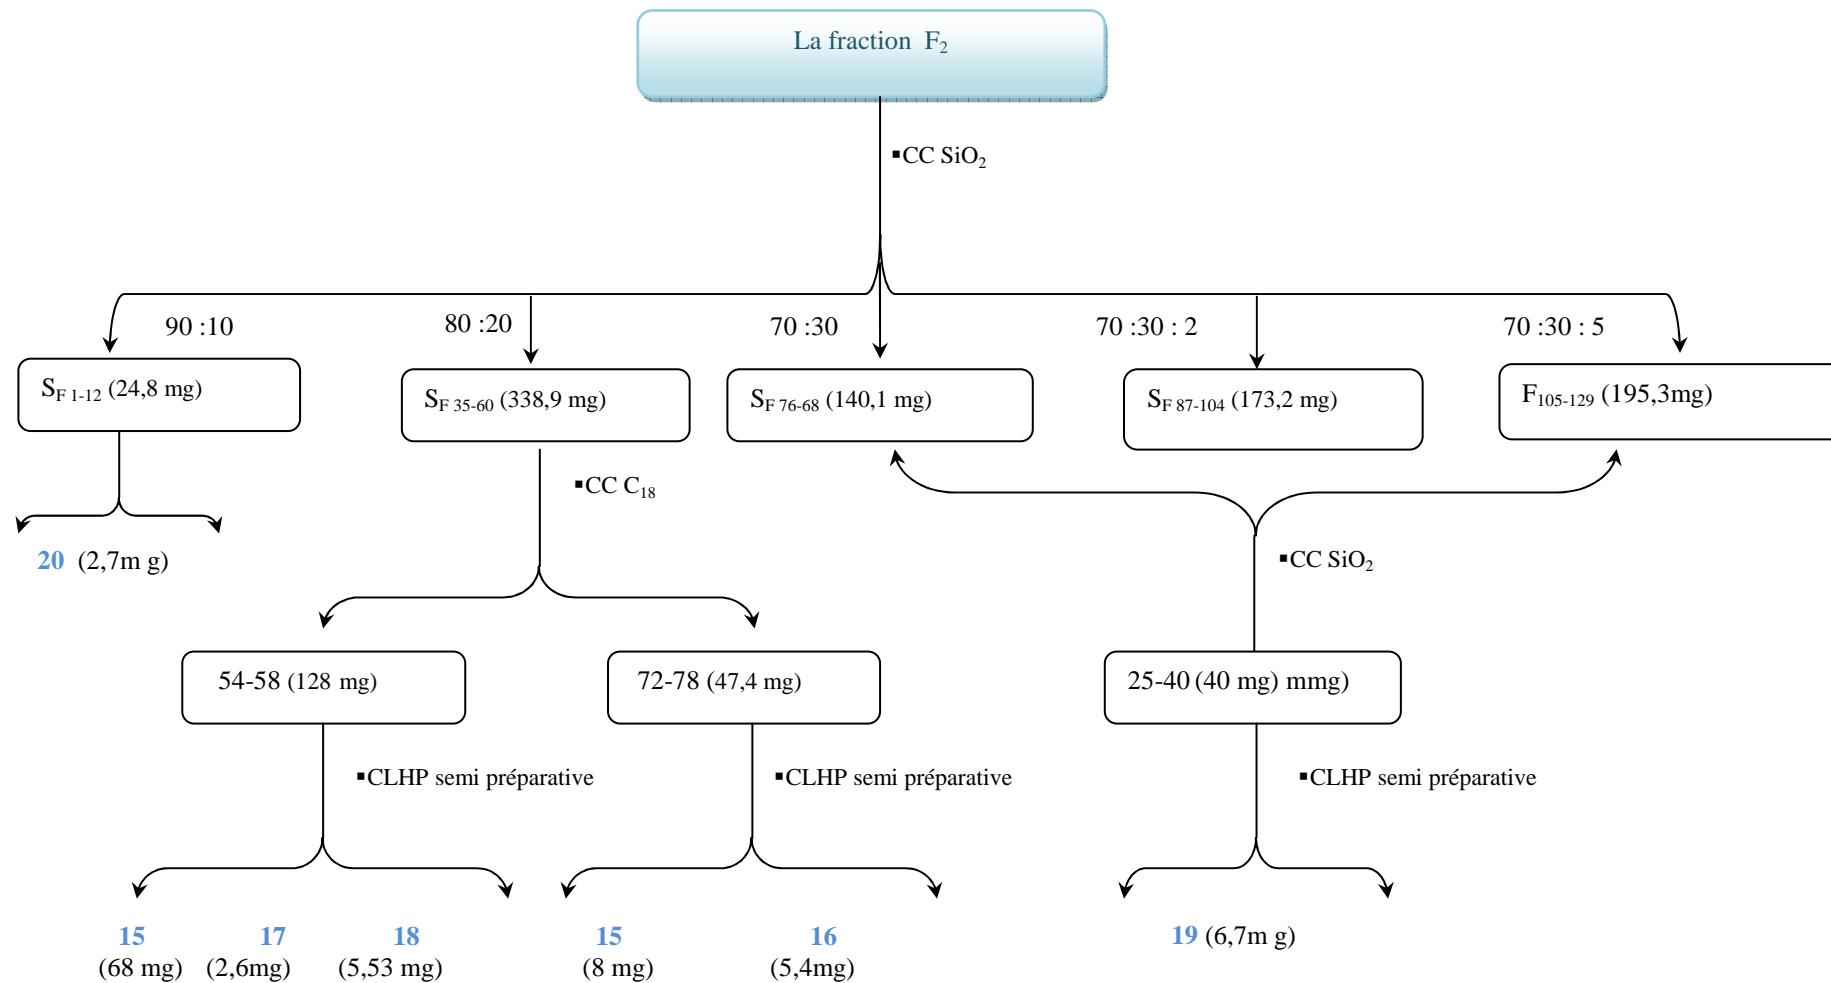 La fraction F₂
▪CC SiO₂
90 :10
80 :20
70 :30
70 :30 : 2
70 :30 : 5
S_F 1-12 (24,8 mg)
S_F 35-60 (338,9 mg)
S_F 76-68 (140,1 mg)
S_F 87-104 (173,2 mg)
F₁₀₅₋₁₂₉ (195,3mg)
▪CC C₁₈
20 (2,7m g)
▪CC SiO₂
54-58 (128 mg)
72-78 (47,4 mg)
25-40 (40 mg) mmg)
▪CLHP semi préparative
▪CLHP semi préparative
▪CLHP semi préparative
15 17 18
(68 mg) (2,6mg) (5,53 mg)
15 16
(8 mg) (5,4mg)
19 (6,7m g)